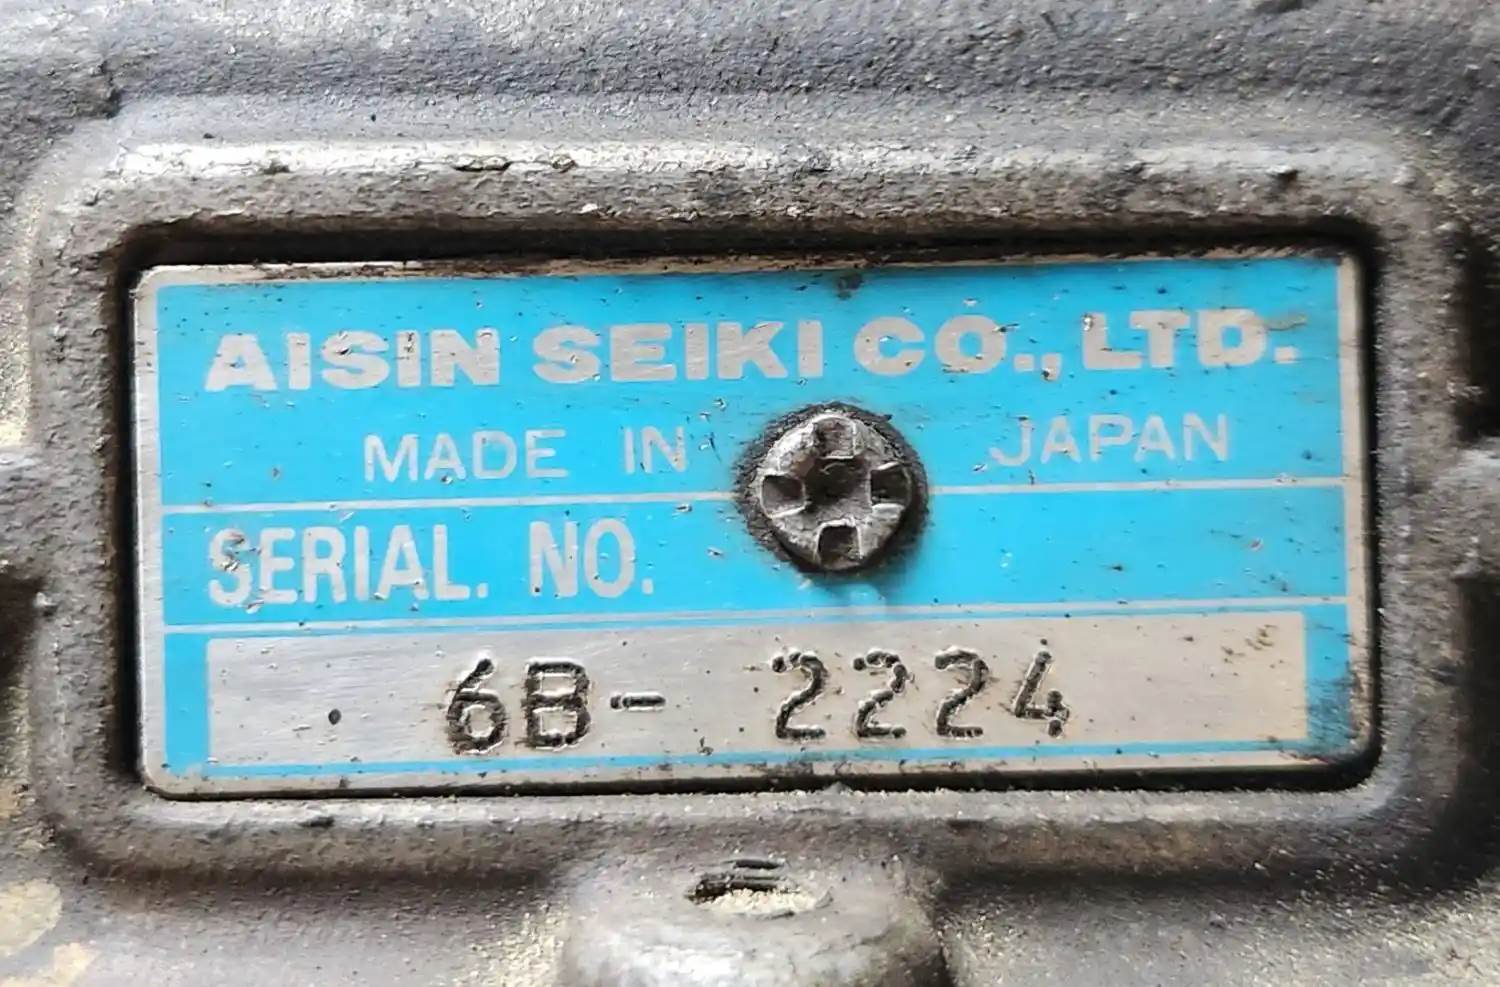 AISIN SEIKI CO., LTD.
MADE IN JAPAN
SERIAL. NO.
6B- 2224